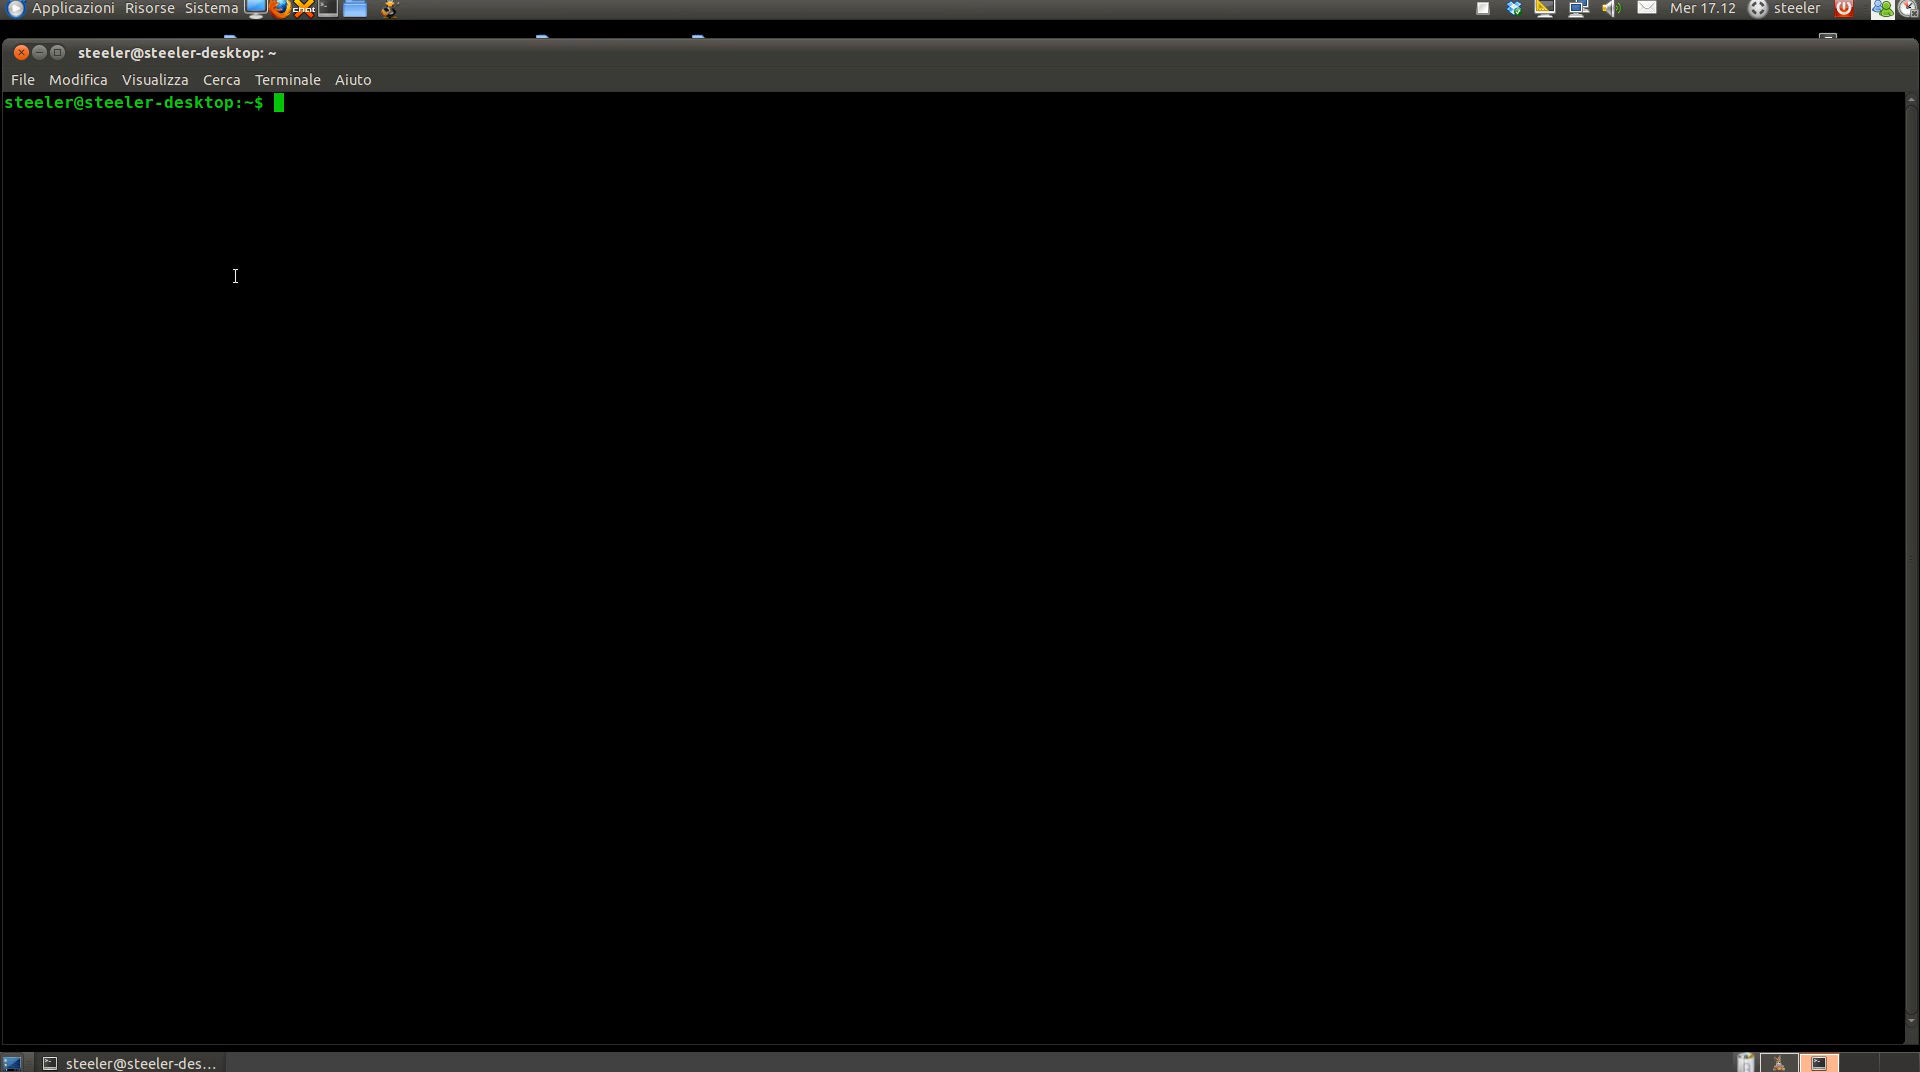 Applicazioni Risorse Sistema
Mer 17.12 steeler
steeler@steeler-desktop: ~
File Modifica Visualizza Cerca Terminale Aiuto
steeler@steeler-desktop:~$
steeler@steeler-des...